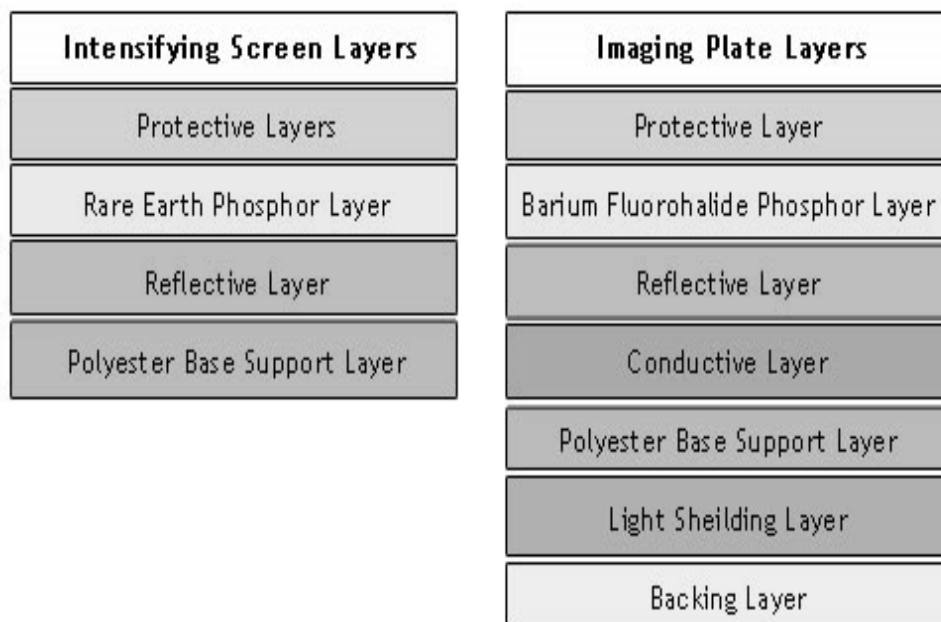 Intensifying Screen Layers
Protective Layers
Rare Earth Phosphor Layer
Reflective Layer
Polyester Base Support Layer
Imaging Plate Layers
Protective Layer
Barium Fluorohalide Phosphor Layer
Reflective Layer
Conductive Layer
Polyester Base Support Layer
Light Sheilding Layer
Backing Layer